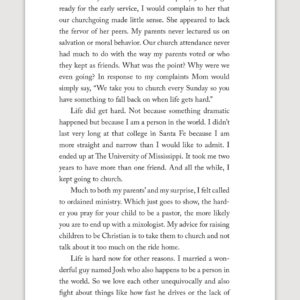 ready for the early service, I would complain to her that
our churchgoing made little sense. She appeared to lack
the fervor of her peers. My parents never lectured us on
salvation or moral behavior. Our church attendance never
had much to do with the way my parents voted or who
they kept as friends. What was the point? Why were we
even going? In response to my complaints Mom would
simply say, “We take you to church every Sunday so you
have something to fall back on when life gets hard.”
Life did get hard. Not because something dramatic
happened but because I am a person in the world. I didn’t
last very long at that college in Santa Fe because I am
more straight and narrow than I would like to admit. I
ended up at The University of Mississippi. It took me two
years to have more than one friend. And all the while, I
kept going to church.
Much to both my parents’ and my surprise, I felt called
to ordained ministry. Which just goes to show, the hard-
er you pray for your child to be a pastor, the more likely
you are to end up with a mixologist. My advice for raising
children to be Christian is to take them to church and not
talk about it too much on the ride home.
Life is hard now for other reasons. I married a won-
derful guy named Josh who also happens to be a person in
the world. So we love each other unequivocally and also
fight about things like how fast he drives or the lack of